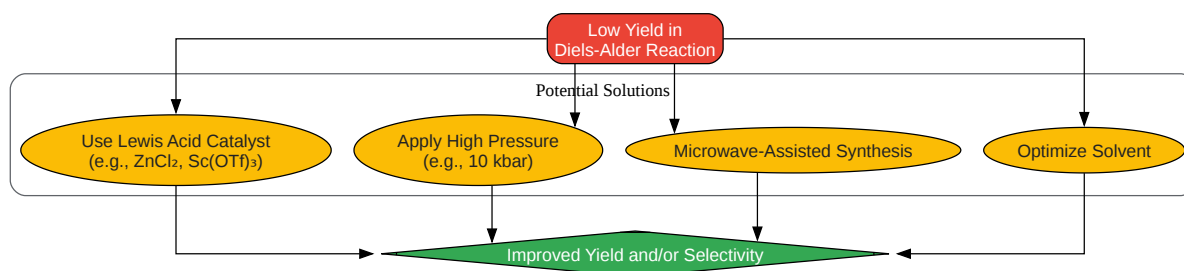 Low Yield in
Diels-Alder Reaction
Potential Solutions
Use Lewis Acid Catalyst
(e.g., ZnCl₂, Sc(OTf)₃)
Apply High Pressure
(e.g., 10 kbar)
Microwave-Assisted Synthesis
Optimize Solvent
Improved Yield and/or Selectivity